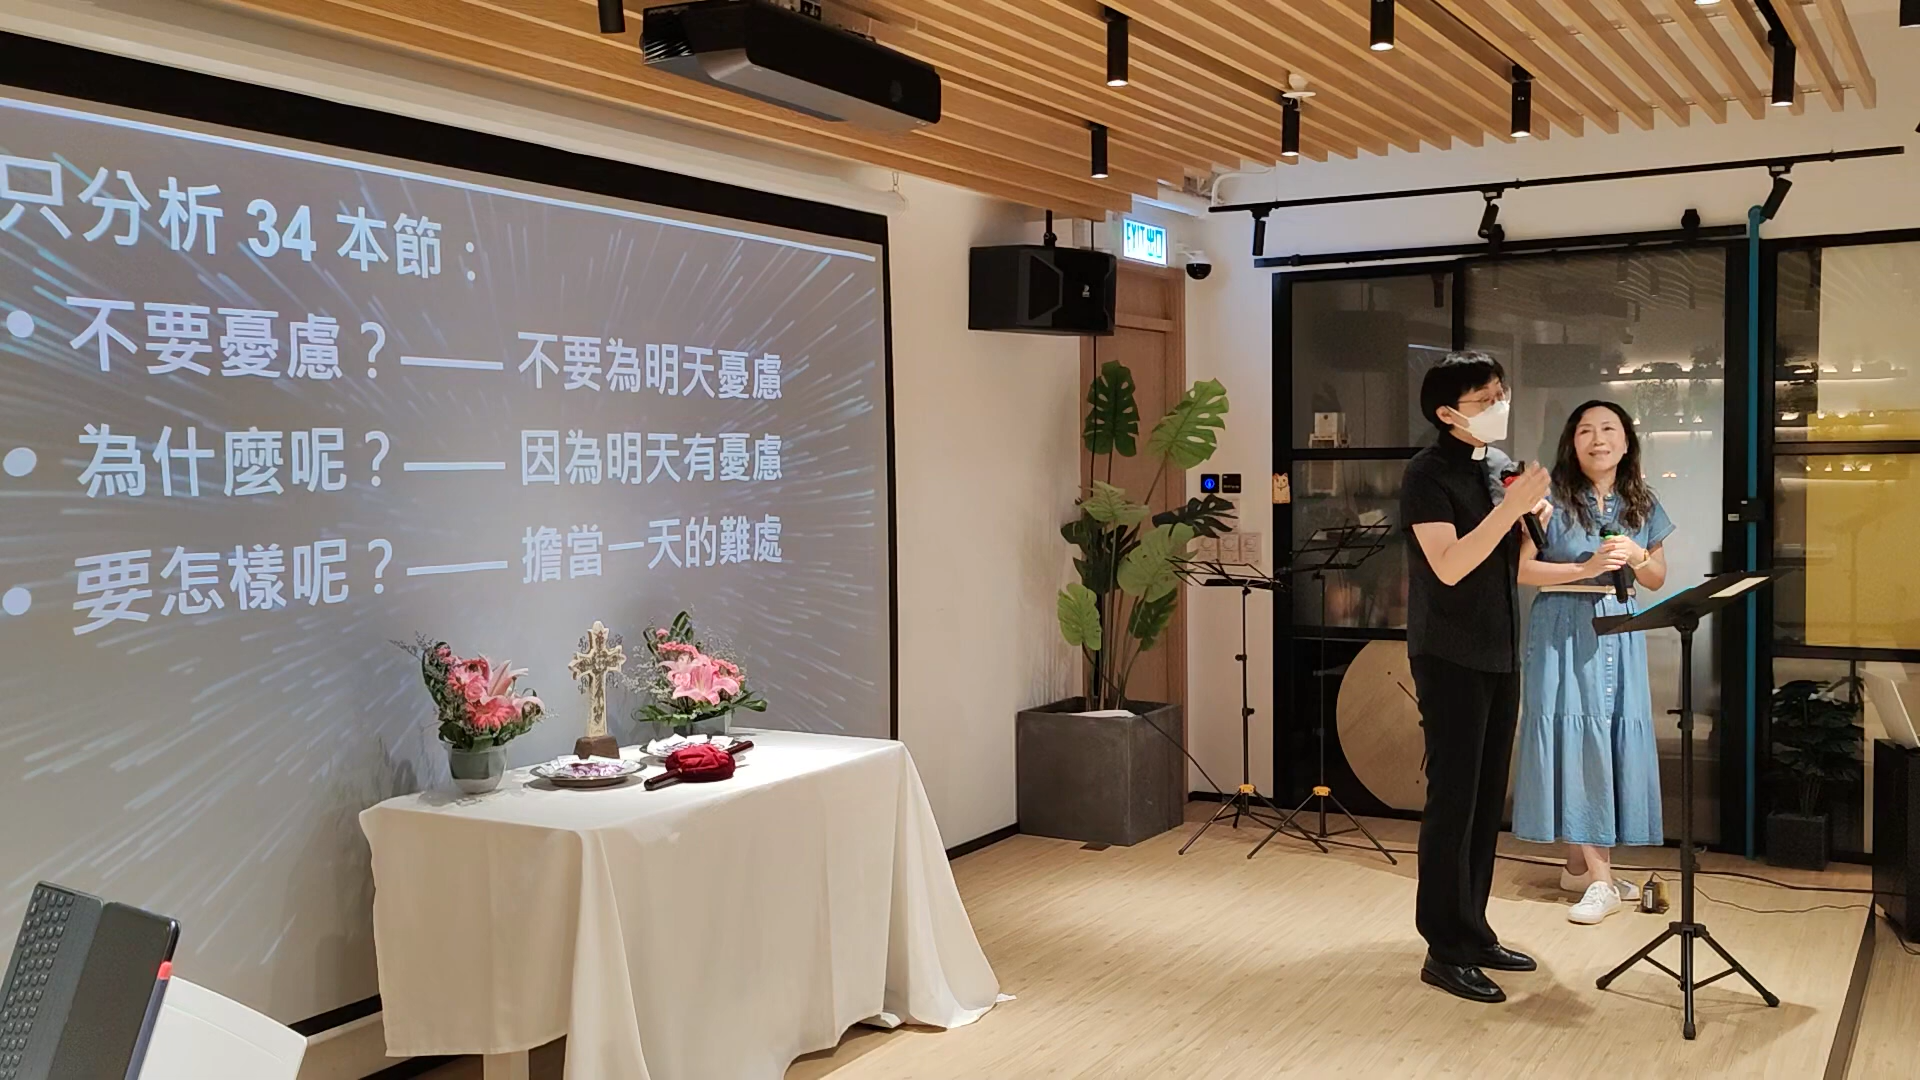 只分析 34 本節：
• 不要憂慮？—— 不要為明天憂慮
• 為什麼呢？—— 因為明天有憂慮
• 要怎樣呢？—— 擔當一天的難處
EXIT 出口